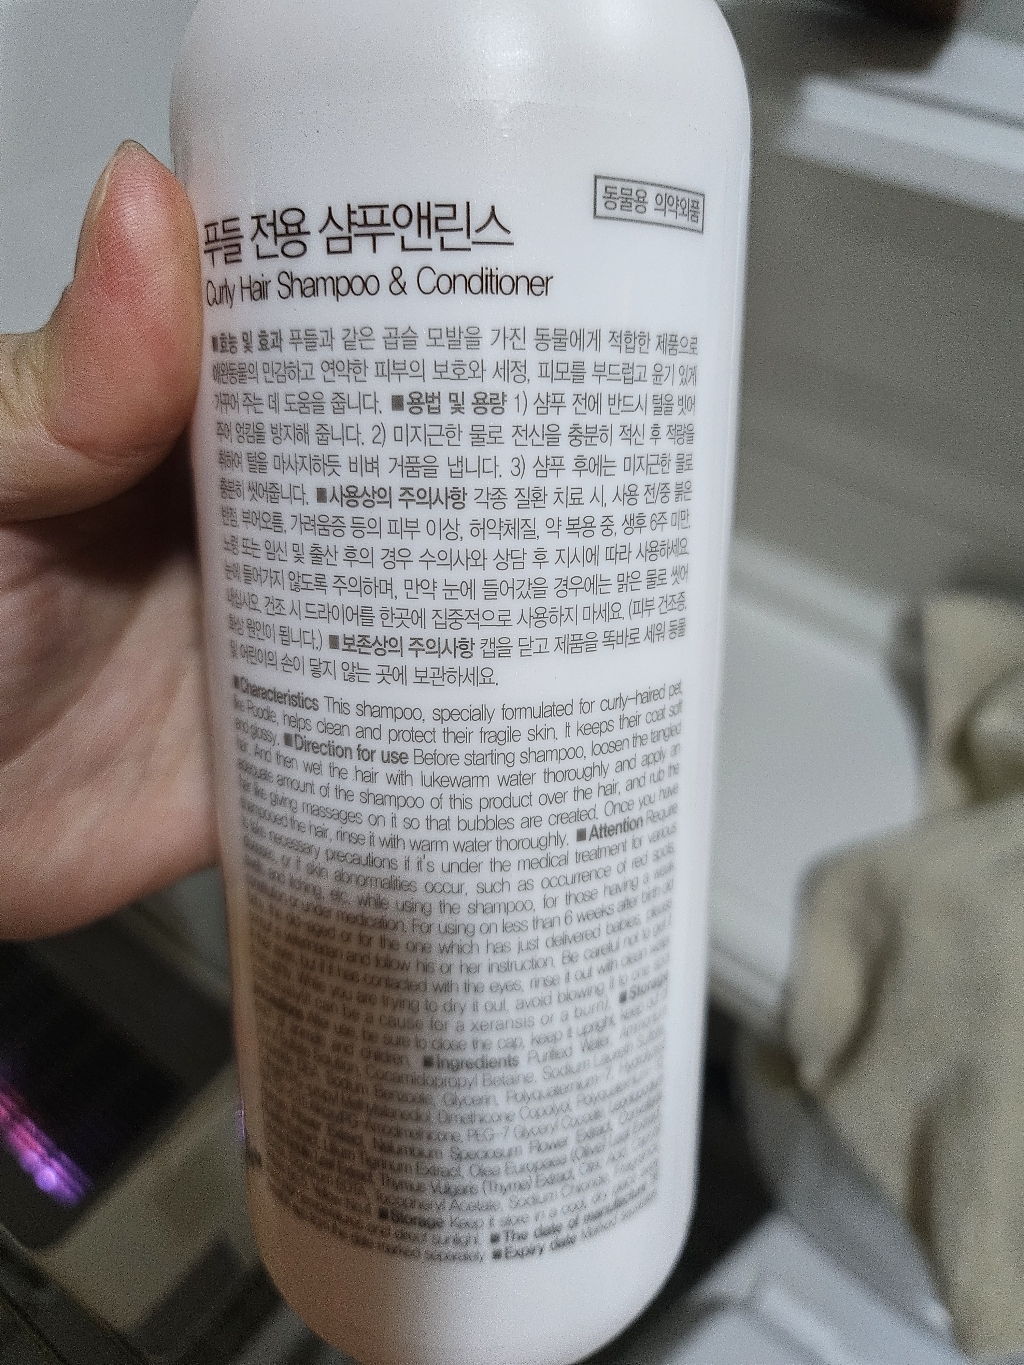 동물용 의약외품
푸들 전용 샴푸앤린스
Curly Hair Shampoo & Conditioner
■효능 및 효과 푸들과 같은 곱슬 모발을 가진 동물에게 적합한 제품으로
애완동물의 민감하고 연약한 피부의 보호와 세정, 피모를 부드럽고 윤기 있게
가꾸어 주는 데 도움을 줍니다. ■용법 및 용량 1) 샴푸 전에 반드시 털을 빗어
주어 엉킴을 방지해 줍니다. 2) 미지근한 물로 전신을 충분히 적신 후 적량을
취하여 털을 마사지하듯 비벼 거품을 냅니다. 3) 샴푸 후에는 미지근한 물로
충분히 씻어줍니다. ■사용상의 주의사항 각종 질환 치료 시, 사용 전/중 붉은
반점, 부어오름, 가려움증 등의 피부 이상, 허약체질, 약 복용 중, 생후 6주 미만
노령 또는 임신 및 출산 후의 경우 수의사와 상담 후 지시에 따라 사용하세요.
눈에 들어가지 않도록 주의하며, 만약 눈에 들어갔을 경우에는 맑은 물로 씻어
내십시오. 건조 시 드라이어를 한곳에 집중적으로 사용하지 마세요. (피부 건조증,
화상 원인이 됩니다.) ■보존상의 주의사항 캡을 닫고 제품을 똑바로 세워 동물
및 어린이의 손이 닿지 않는 곳에 보관하세요.
■Characteristics This shampoo, specially formulated for curly-haired pet,
like Poodle, helps clean and protect their fragile skin. It keeps their coat soft
and glossy. ■Direction for use Before starting shampoo, loosen the tangled
hair. And then wet the hair with lukewarm water thoroughly and apply an
adequate amount of the shampoo of this product over the hair, and rub the
hair like giving massages on it so that bubbles are created. Once you have
shampooed the hair, rinse it with warm water thoroughly. ■Attention Require
to take necessary precautions if it's under the medical treatment for various
diseases, or if skin abnormalities occur, such as occurrence of red spots,
and itching, etc. while using the shampoo, for those having a weak
or under medication. For using on less than 6 weeks after birth
or for the one which has just delivered babies, please
a veterinarian and follow his or her instruction. Be careful not to get it
but if it has contacted with the eyes, rinse it out with clean water
While you are trying to dry it out, avoid blowing it to one spot
can be a cause for a xeransis or a burn). ■Storage
After use, be sure to close the cap, keep it upright,
animals and children. ■Ingredients Purified Water,
Cocamidopropyl Betaine, Sodium Laureth
Sodium Benzoate, Glycerin, Polyquaternium-7,
Dimethicone Copolyol,
Amodimethicone, PEG-7 Glyceryl Cocoate,
Nelumbium Speciosum Flower Extract,
Lilium Tigrinum Extract, Olea Europaea (Olive) Leaf Extract,
Thymus Vulgaris (Thyme) Extract, Citric Acid,
Tocopheryl Acetate, Sodium Chloride, Fragrance
■Storage Keep it store in a cool, dry
and direct sunlight. ■The date of manufacture
date marked separately ■Expiry date Marked